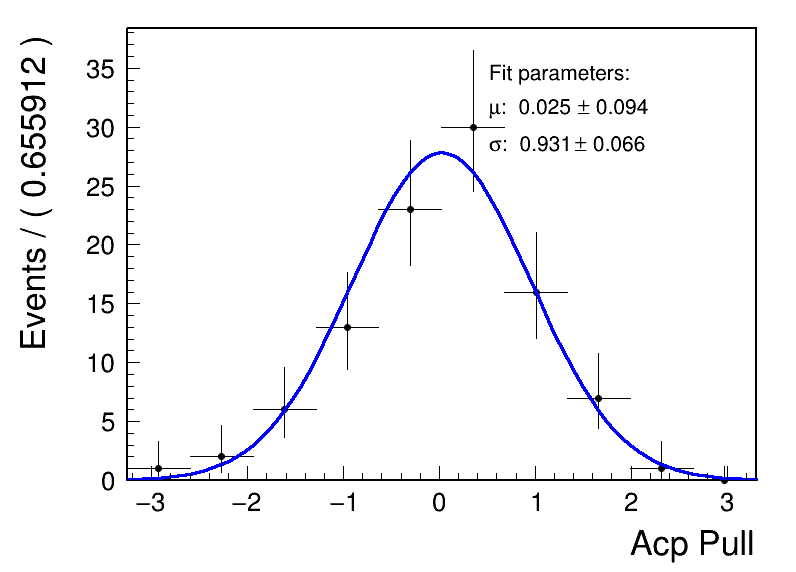 Events / ( 0.655912 )
35
30
25
20
15
10
5
0
Fit parameters:
μ: 0.025 ± 0.094
σ: 0.931 ± 0.066
−3 −2 −1 0 1 2 3
Acp Pull